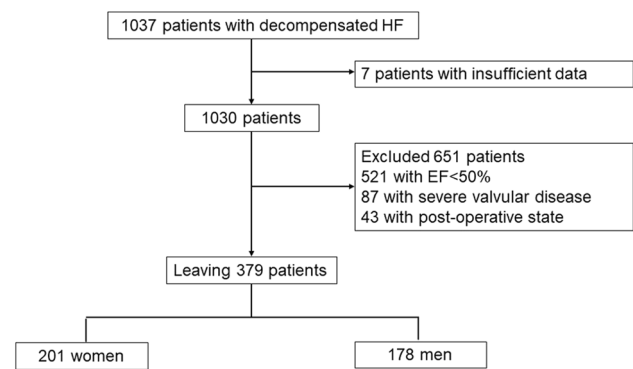 1037 patients with decompensated HF
7 patients with insufficient data
1030 patients
Excluded 651 patients
521 with EF<50%
87 with severe valvular disease
43 with post-operative state
Leaving 379 patients
201 women
178 men